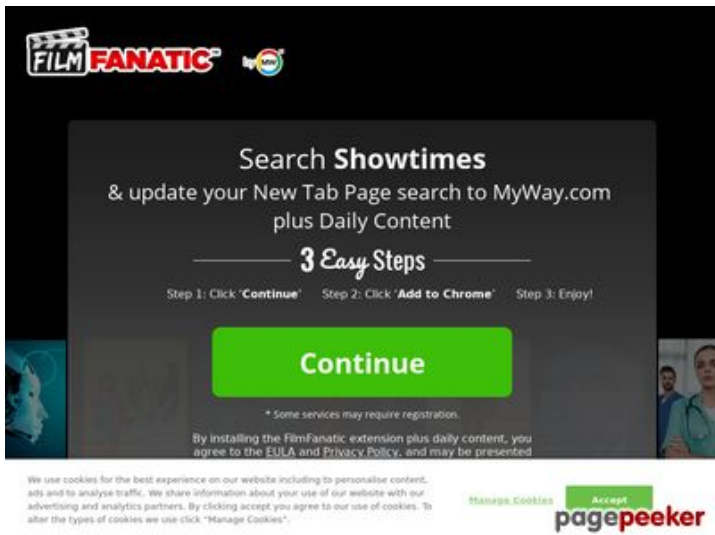 FILM FANATIC™ by MW
Search Showtimes
& update your New Tab Page search to MyWay.com
plus Daily Content
3 Easy Steps
Step 1: Click 'Continue' Step 2: Click 'Add to Chrome' Step 3: Enjoy!
Continue
* Some services may require registration.
By installing the FilmFanatic extension plus daily content, you
agree to the EULA and Privacy Policy, and may be presented
We use cookies for the best experience on our website including to personalise content,
ads and to analyse traffic. We share information about your use of our website with our
advertising and analytics partners. By clicking accept you agree to our use of cookies. To
alter the types of cookies we use click "Manage Cookies".
Manage Cookies
Accept
pagepeeker